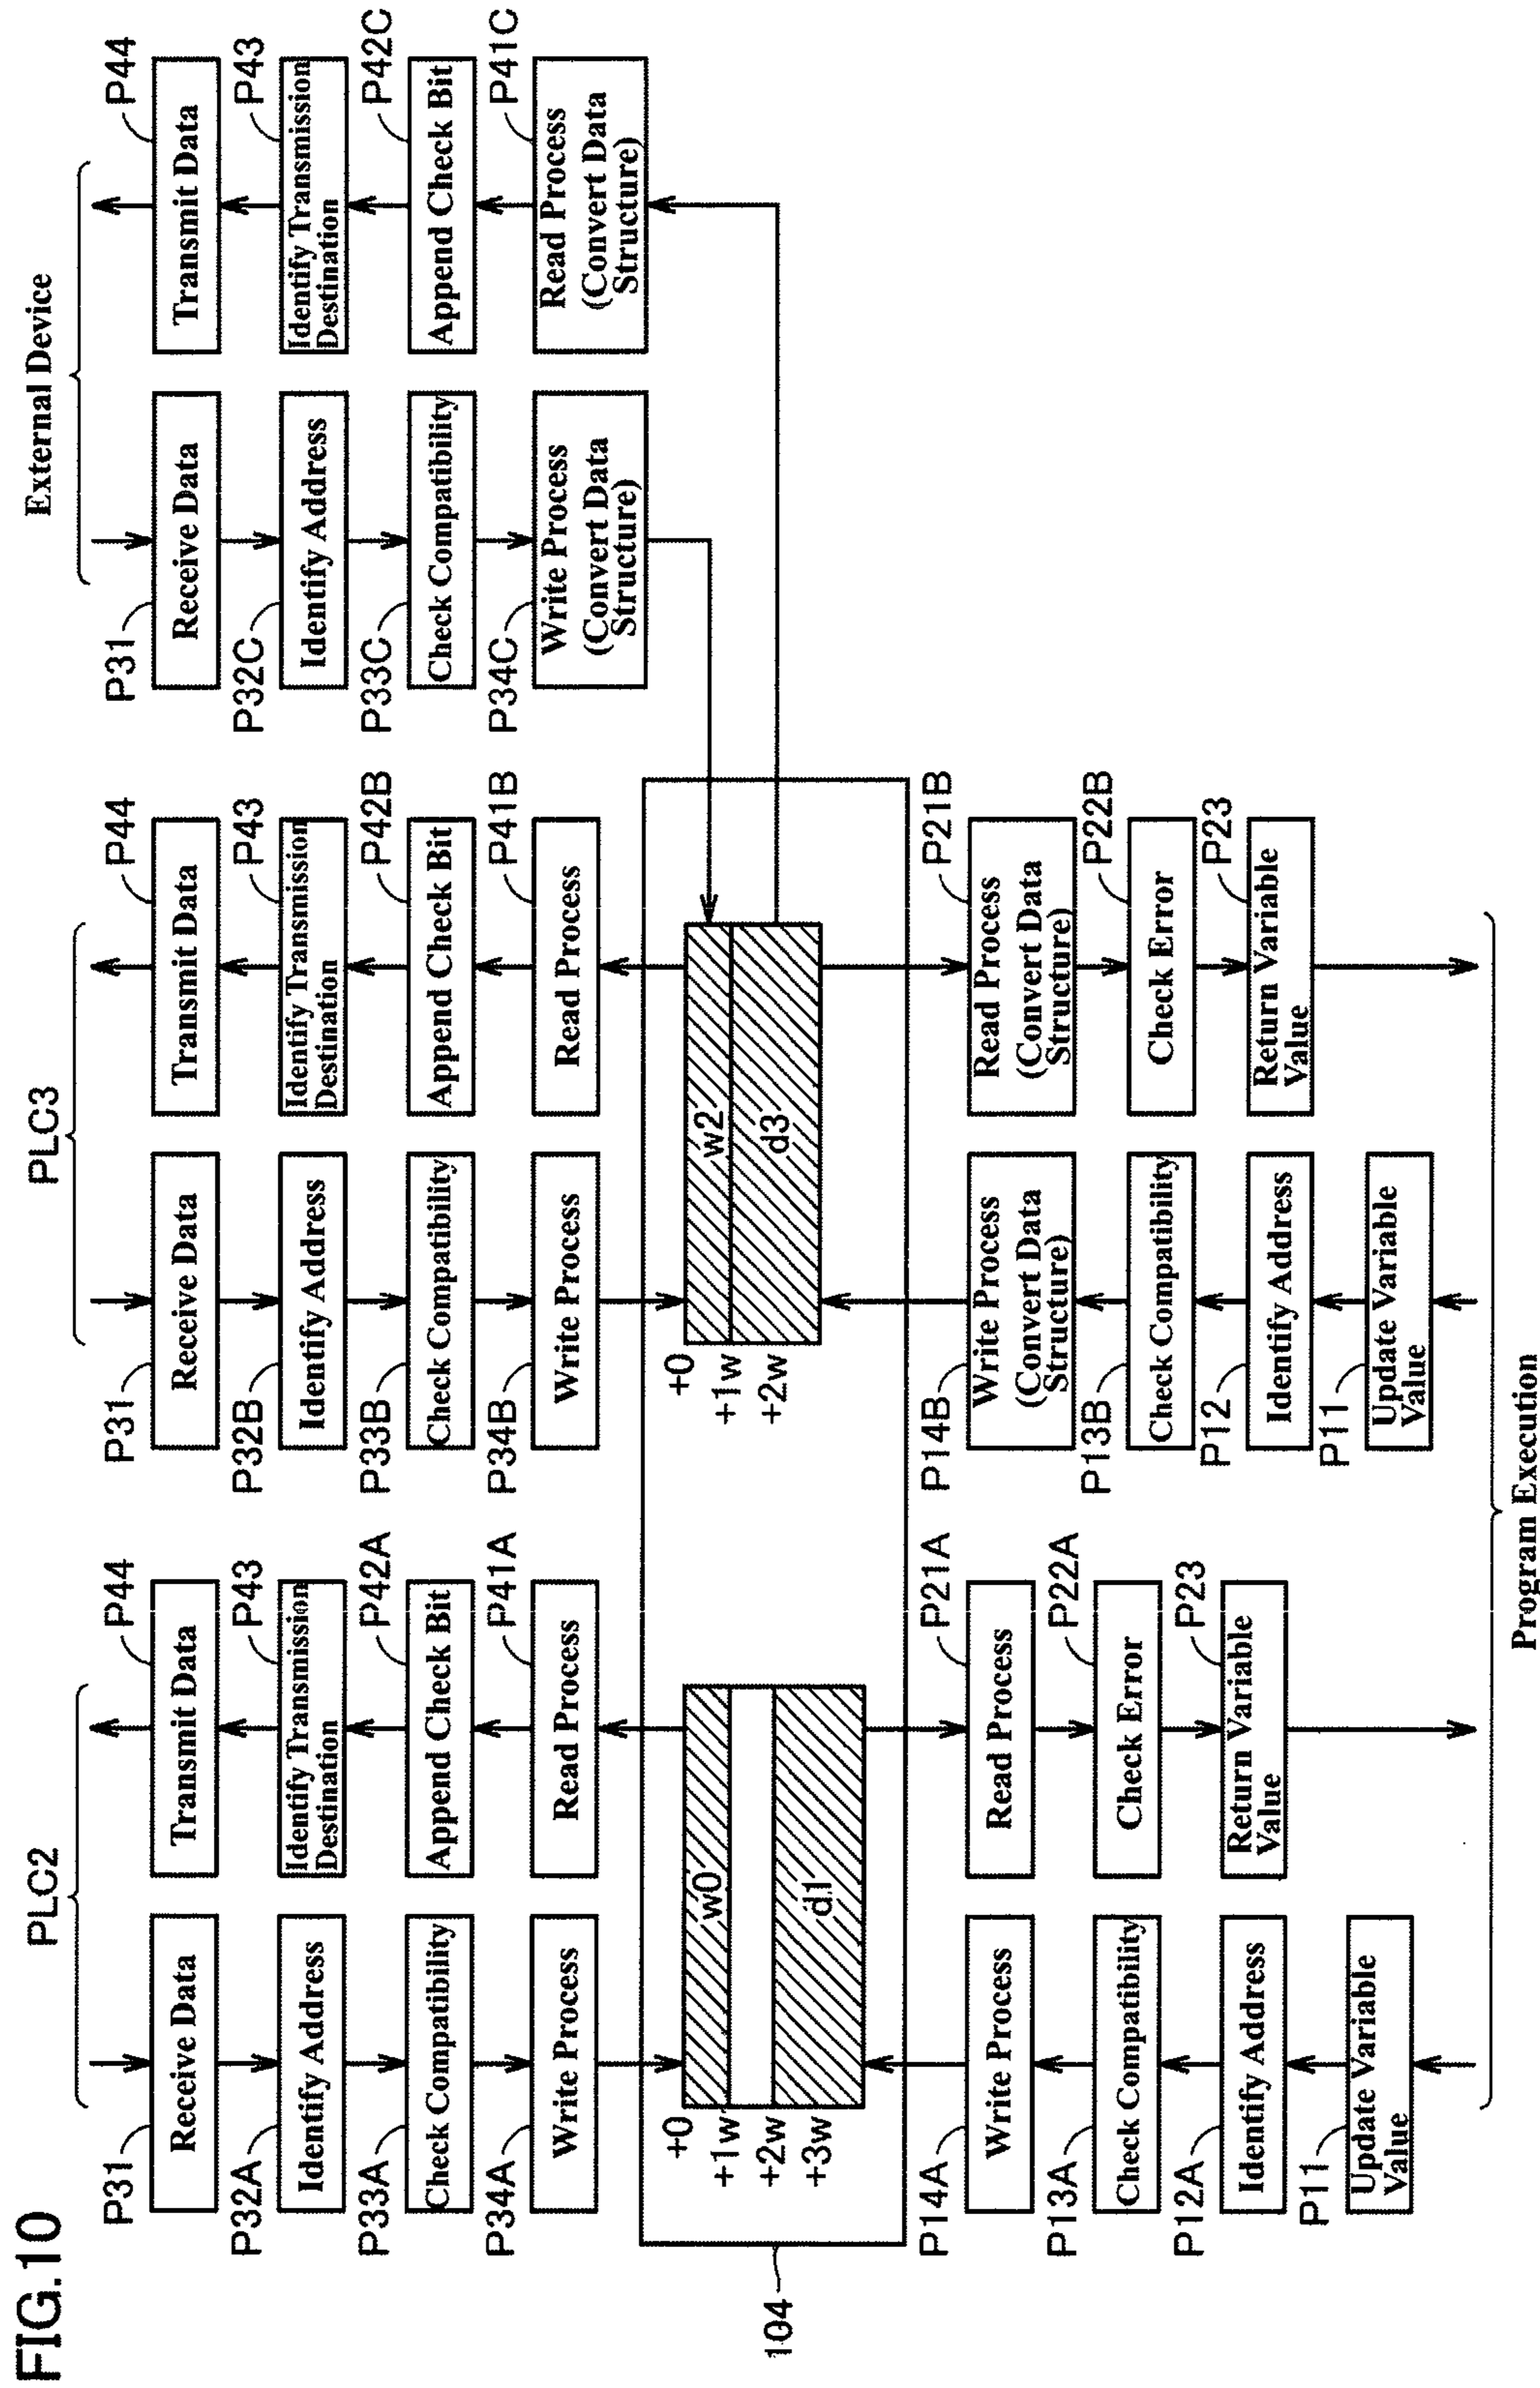 FIG.10
PLC2
PLC3
External Device
P31
Receive Data
P44
Transmit Data
P31
Receive Data
P44
Transmit Data
P31
Receive Data
P44
Transmit Data
P32A
Identify Address
P43
Identify Transmission
Destination
P32B
Identify Address
P43
Identify Transmission
Destination
P32C
Identify Address
P43
Identify Transmission
Destination
P33A
Check Compatibility
P42A
Append Check Bit
P33B
Check Compatibility
P42B
Append Check Bit
P33C
Check Compatibility
P42C
Append Check Bit
P34A
Write Process
P41A
Read Process
P34B
Write Process
P41B
Read Process
P34C
Write Process
(Convert Data
Structure)
P41C
Read Process
(Convert Data
Structure)
104
+0
+1w
+2w
+3w
w0
d1
+0
+1w
+2w
w2
d3
P14A
Write Process
P21A
Read Process
P14B
Write Process
(Convert Data
Structure)
P21B
Read Process
(Convert Data
Structure)
P13A
Check Compatibility
P22A
Check Error
P13B
Check Compatibility
P22B
Check Error
P12A
Identify Address
P23
Return Variable
Value
P12
Identify Address
P23
Return Variable
Value
P11
Update Variable
Value
P11
Update Variable
Value
Program Execution